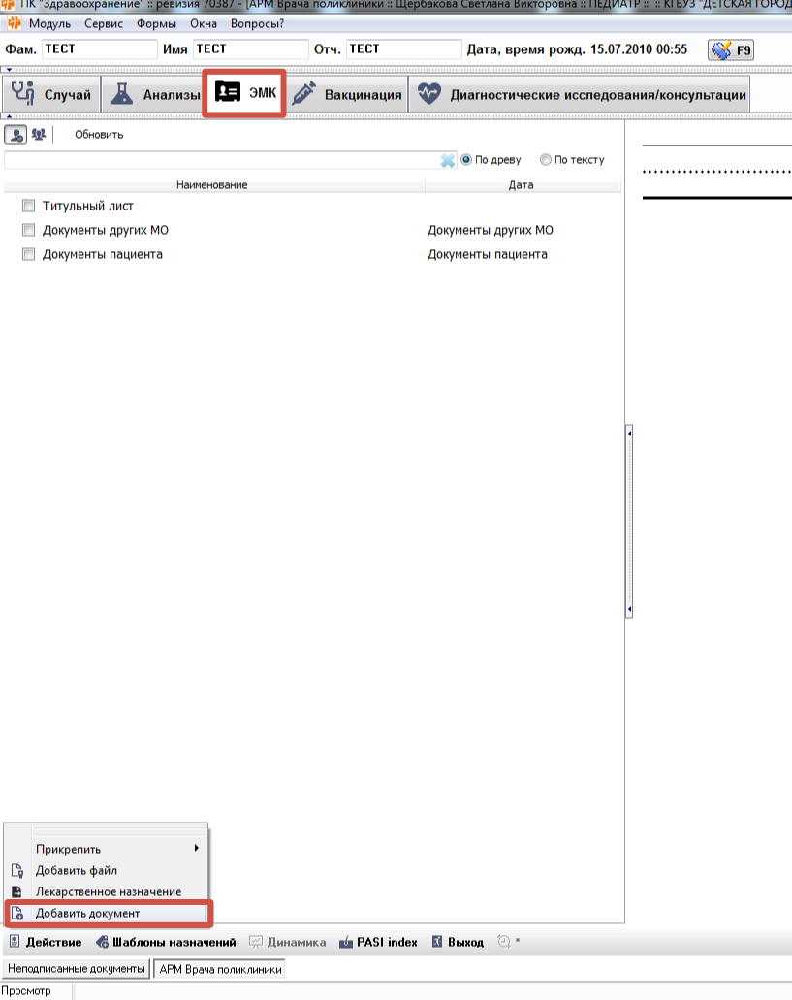 ПК "Здравоохранение" :: ревизия 70387 - [АРМ Врача поликлиники :: Щербакова Светлана Викторовна :: ПЕДИАТР :: :: КГБУЗ "ДЕТСКАЯ ГОРОД
Модуль Сервис Формы Окна Вопросы?
Фам. ТЕСТ Имя ТЕСТ Отч. ТЕСТ Дата, время рожд. 15.07.2010 00:55 F9
Случай Анализы ЭМК Вакцинация Диагностические исследования/консультации
Обновить
По древу По тексту
Наименование Дата
Титульный лист
Документы других МО Документы других МО
Документы пациента Документы пациента
Прикрепить
Добавить файл
Лекарственное назначение
Добавить документ
Действие Шаблоны назначений Динамика PASI index Выход *
Неподписанные документы АРМ Врача поликлиники
Просмотр